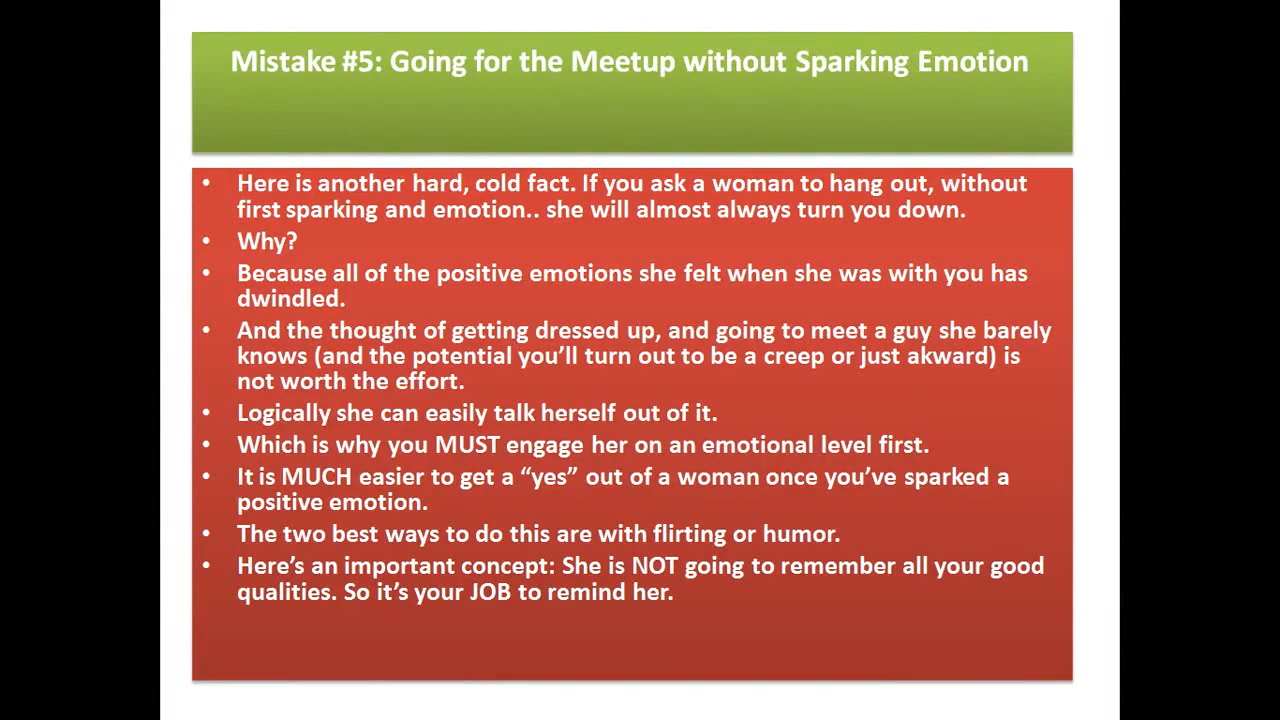 Mistake #5: Going for the Meetup without Sparking Emotion
• Here is another hard, cold fact. If you ask a woman to hang out, without
first sparking and emotion.. she will almost always turn you down.
• Why?
• Because all of the positive emotions she felt when she was with you has
dwindled.
• And the thought of getting dressed up, and going to meet a guy she barely
knows (and the potential you’ll turn out to be a creep or just akward) is
not worth the effort.
• Logically she can easily talk herself out of it.
• Which is why you MUST engage her on an emotional level first.
• It is MUCH easier to get a “yes” out of a woman once you’ve sparked a
positive emotion.
• The two best ways to do this are with flirting or humor.
• Here’s an important concept: She is NOT going to remember all your good
qualities. So it’s your JOB to remind her.